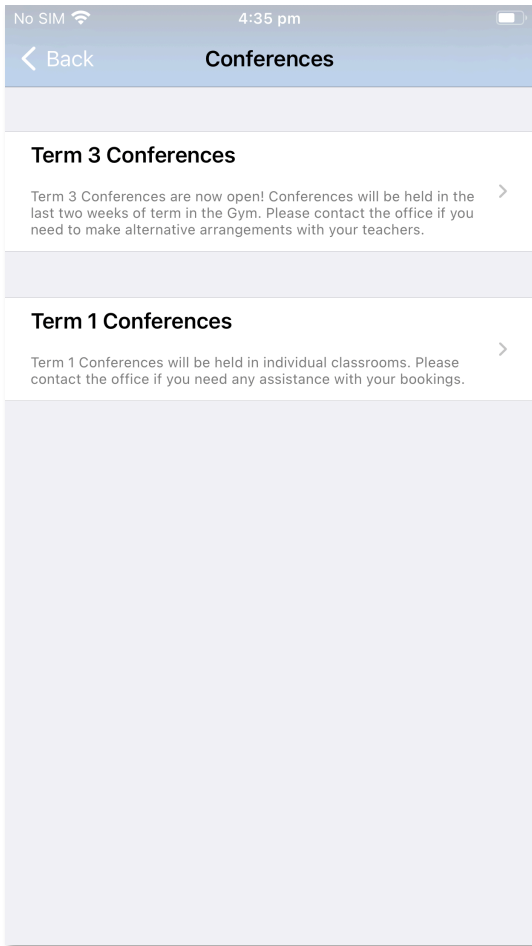 No SIM 4:35 pm
Back Conferences
Term 3 Conferences
Term 3 Conferences are now open! Conferences will be held in the
last two weeks of term in the Gym. Please contact the office if you
need to make alternative arrangements with your teachers.
Term 1 Conferences
Term 1 Conferences will be held in individual classrooms. Please
contact the office if you need any assistance with your bookings.